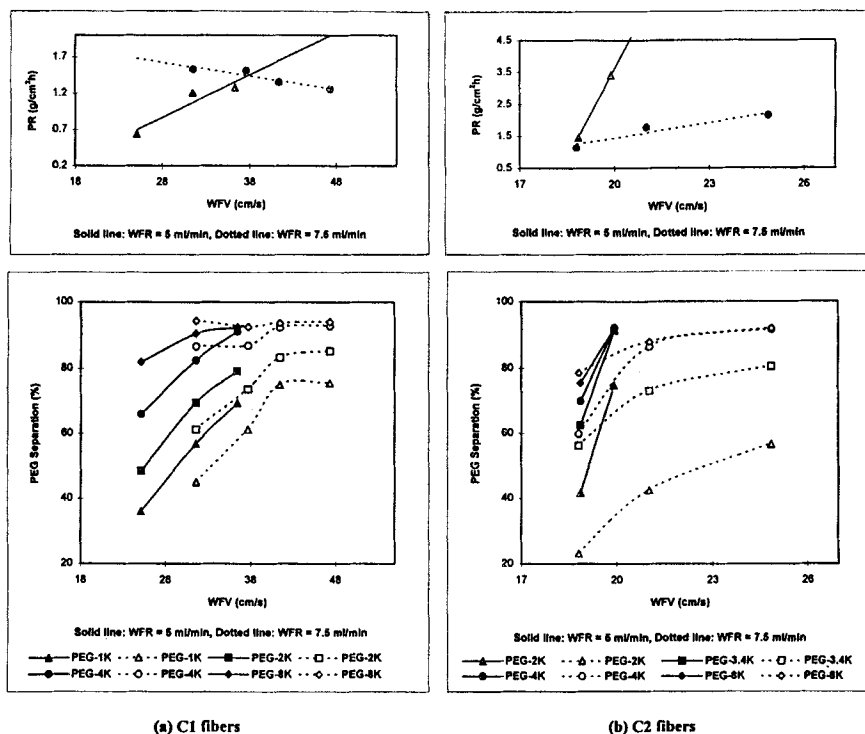 PR (g/cm²h)
1.7
1.2
0.7
0.2
18 28 38 48
WFV (cm/s)
Solid line: WFR = 5 ml/min, Dotted line: WFR = 7.5 ml/min
PR (g/cm²h)
4.5
3.5
2.5
1.5
0.5
17 20 23 26
WFV (cm/s)
Solid line: WFR = 5 ml/min, Dotted line: WFR = 7.5 ml/min
PEG Separation (%)
100
80
60
40
20
18 28 38 48
WFV (cm/s)
Solid line: WFR = 5 ml/min, Dotted line: WFR = 7.5 ml/min
PEG-1K PEG-1K PEG-2K PEG-2K
PEG-4K PEG-4K PEG-8K PEG-8K
(a) C1 fibers
PEG Separation (%)
100
80
60
40
20
17 20 23 26
WFV (cm/s)
Solid line: WFR = 5 ml/min, Dotted line: WFR = 7.5 ml/min
PEG-2K PEG-2K PEG-3.4K PEG-3.4K
PEG-4K PEG-4K PEG-8K PEG-8K
(b) C2 fibers